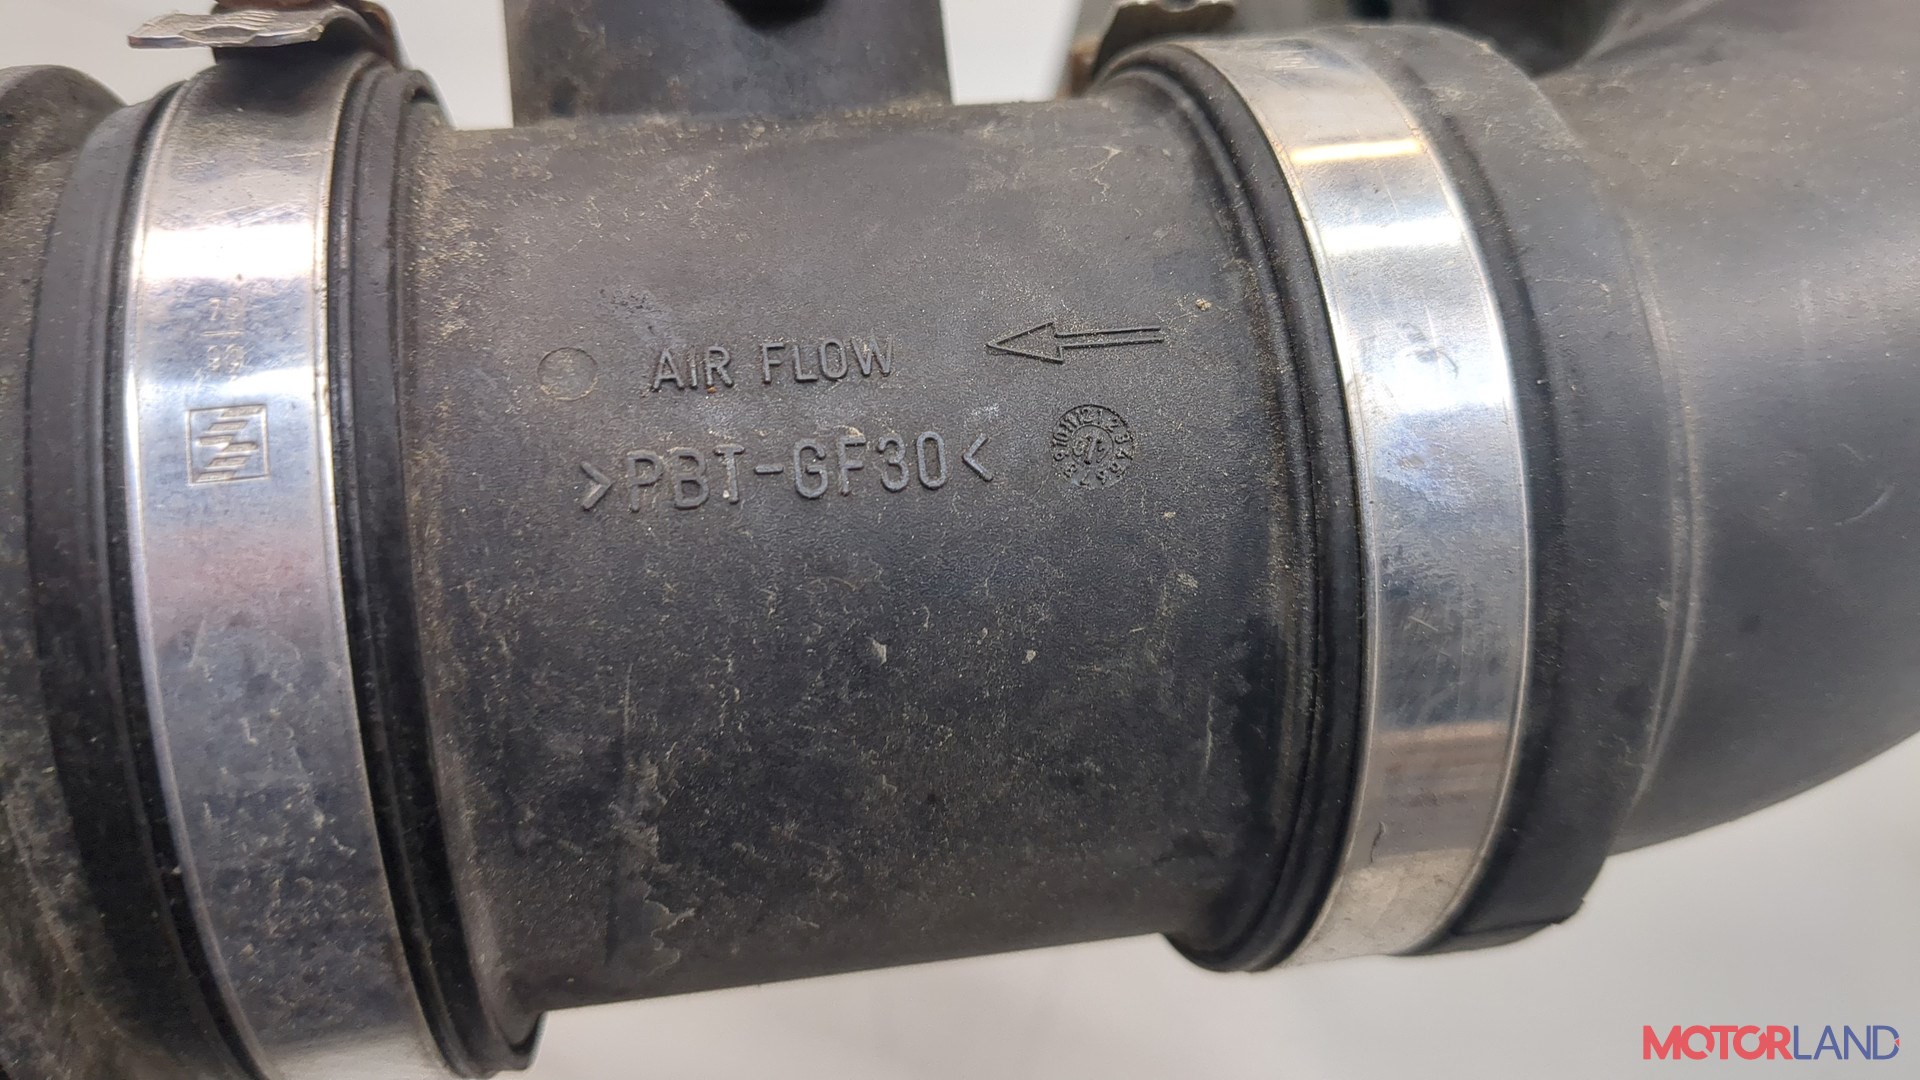 AIR FLOW
>PBT-GF30<
MOTORLAND